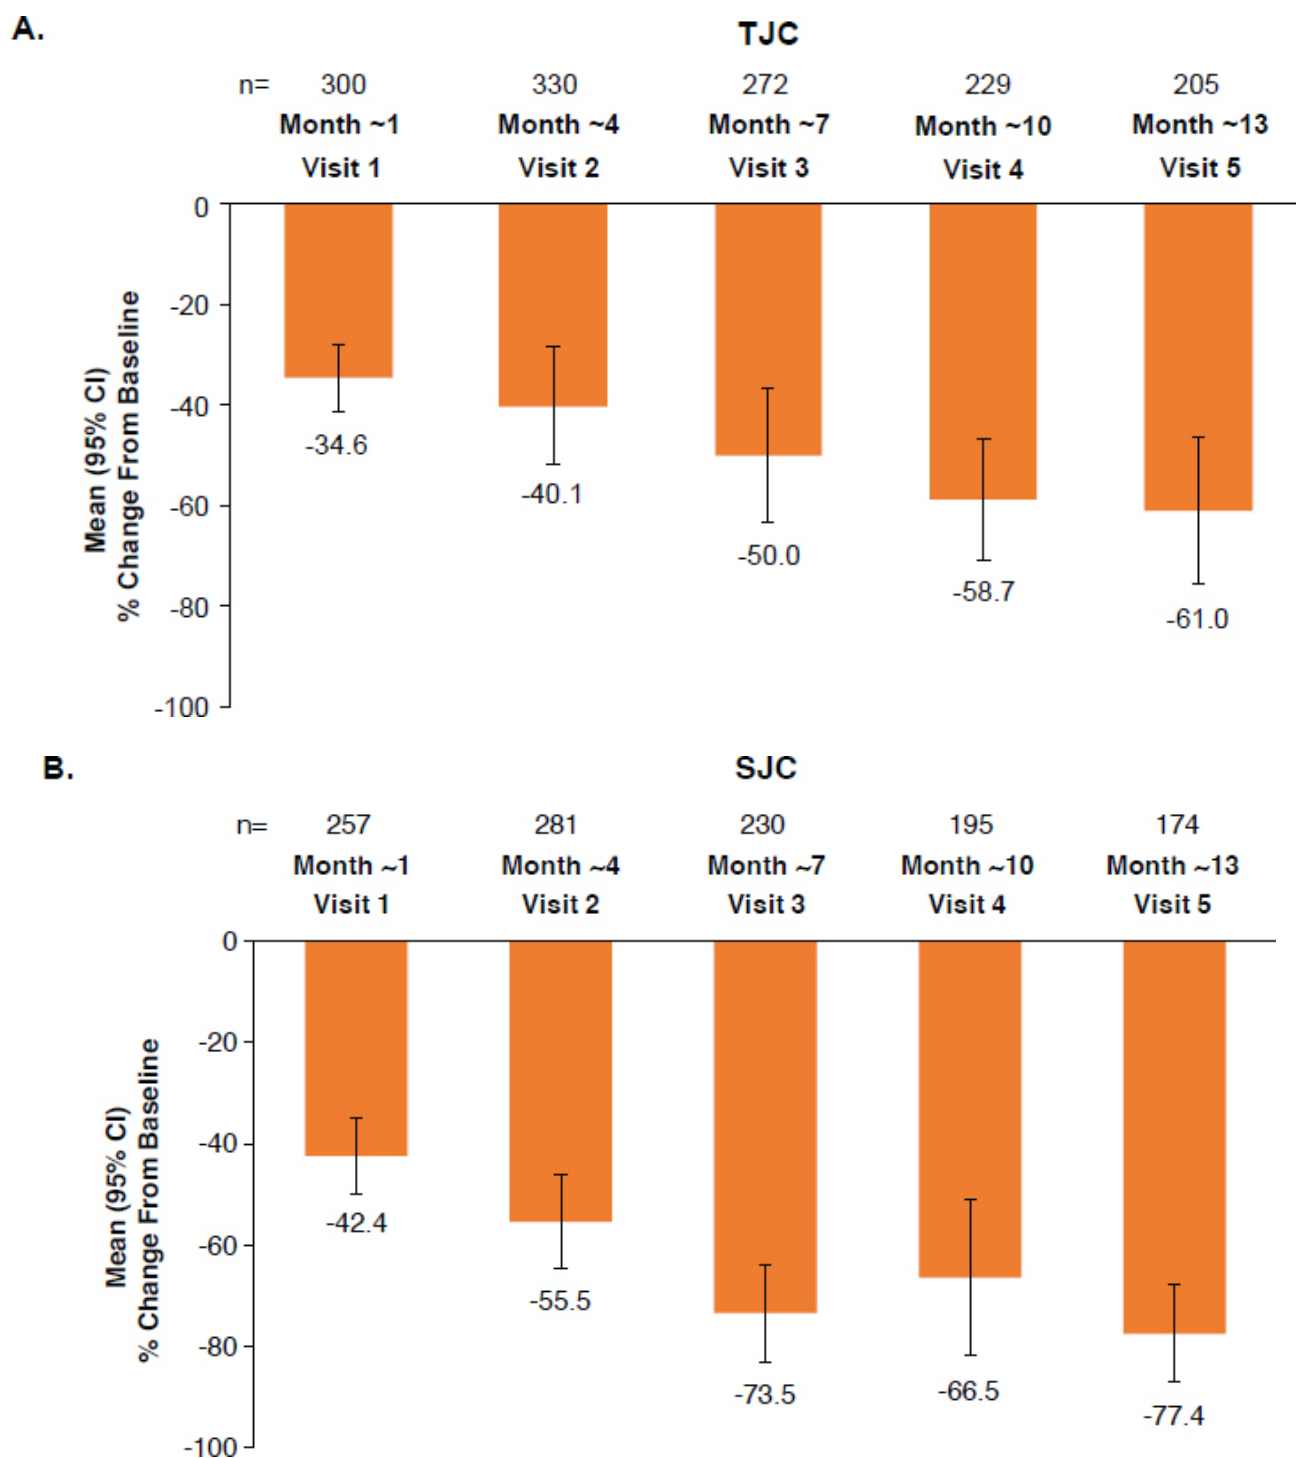 A.
TJC
n= 300 330 272 229 205
Month ~1 Month ~4 Month ~7 Month ~10 Month ~13
Visit 1 Visit 2 Visit 3 Visit 4 Visit 5
0
-20
-40
-60
-80
-100
Mean (95% CI)
% Change From Baseline
-34.6
-40.1
-50.0
-58.7
-61.0
B.
SJC
n= 257 281 230 195 174
Month ~1 Month ~4 Month ~7 Month ~10 Month ~13
Visit 1 Visit 2 Visit 3 Visit 4 Visit 5
0
-20
-40
-60
-80
-100
Mean (95% CI)
% Change From Baseline
-42.4
-55.5
-73.5
-66.5
-77.4